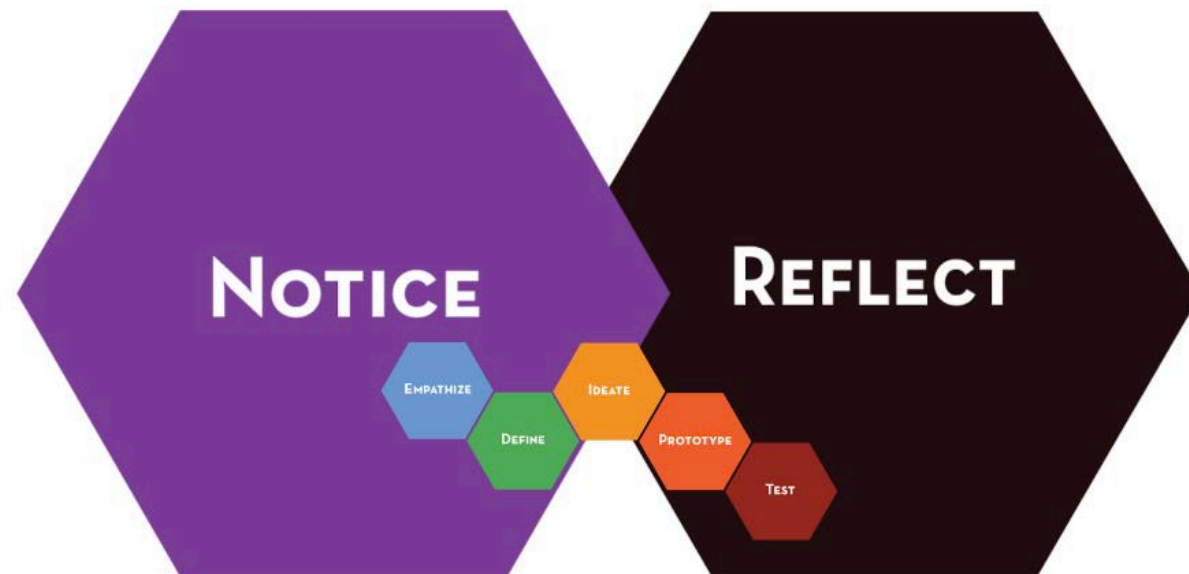 NOTICE
REFLECT
EMPATHIZE
DEFINE
IDEATE
PROTOTYPE
TEST